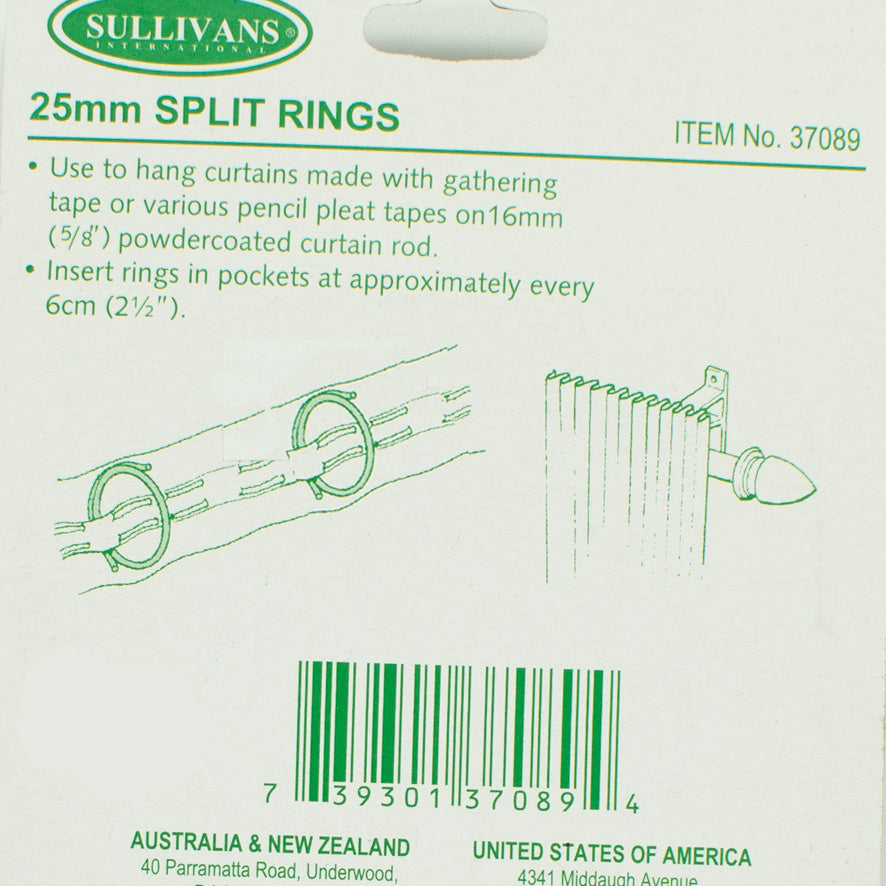 SULLIVANS®
INTERNATIONAL
25mm SPLIT RINGS
ITEM No. 37089
• Use to hang curtains made with gathering
tape or various pencil pleat tapes on16mm
(5/8") powdercoated curtain rod.
• Insert rings in pockets at approximately every
6cm (2½").
7 39301 37089 4
AUSTRALIA & NEW ZEALAND
40 Parramatta Road, Underwood,
UNITED STATES OF AMERICA
4341 Middaugh Avenue